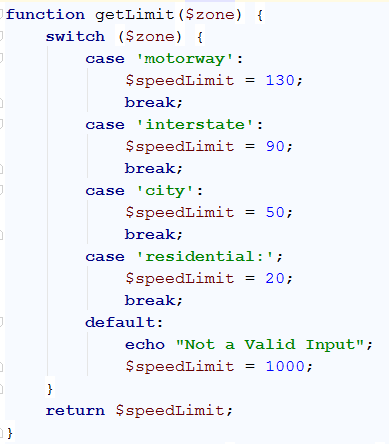 function getLimit($zone) {
    switch ($zone) {
        case 'motorway':
            $speedLimit = 130;
            break;
        case 'interstate':
            $speedLimit = 90;
            break;
        case 'city':
            $speedLimit = 50;
            break;
        case 'residential:';
            $speedLimit = 20;
            break;
        default:
            echo "Not a Valid Input";
            $speedLimit = 1000;
    }
    return $speedLimit;
}